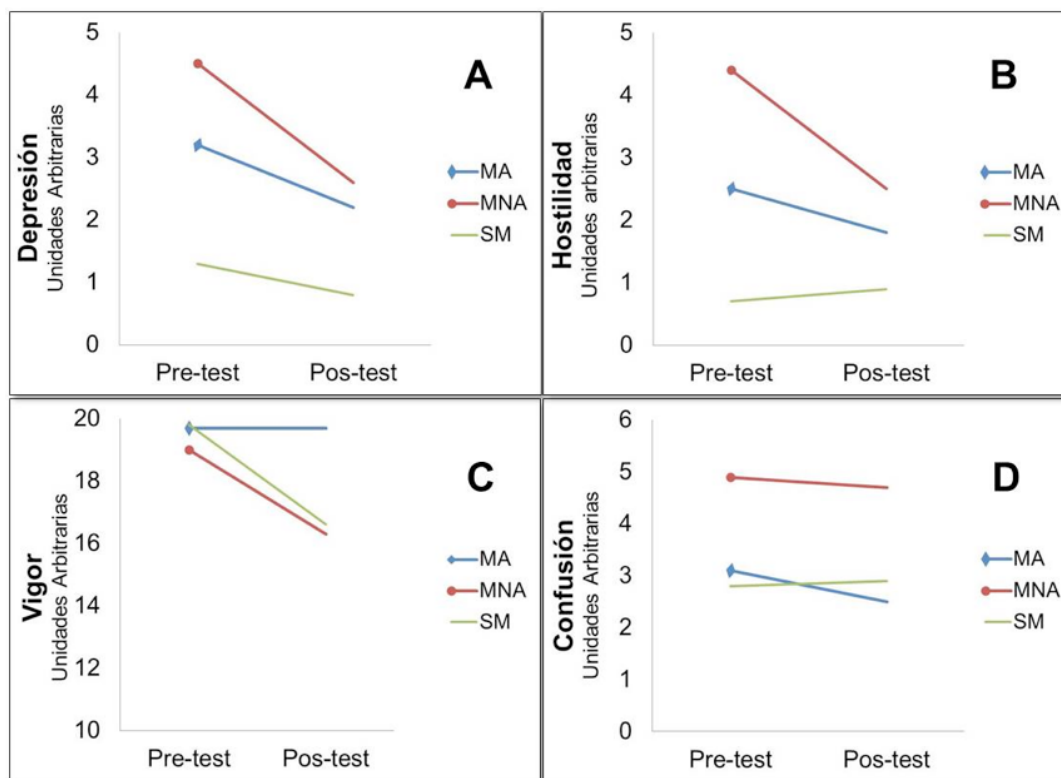 A
Depresión
Unidades Arbitrarias
5
4
3
2
1
0
Pre-test
Pos-test
MA
MNA
SM
B
Hostilidad
Unidades arbitrarias
5
4
3
2
1
0
Pre-test
Pos-test
MA
MNA
SM
C
Vigor
Unidades Arbitrarias
20
18
16
14
12
10
Pre-test
Pos-test
MA
MNA
SM
D
Confusión
Unidades Arbitrarias
6
5
4
3
2
1
0
Pre-test
Pos-test
MA
MNA
SM